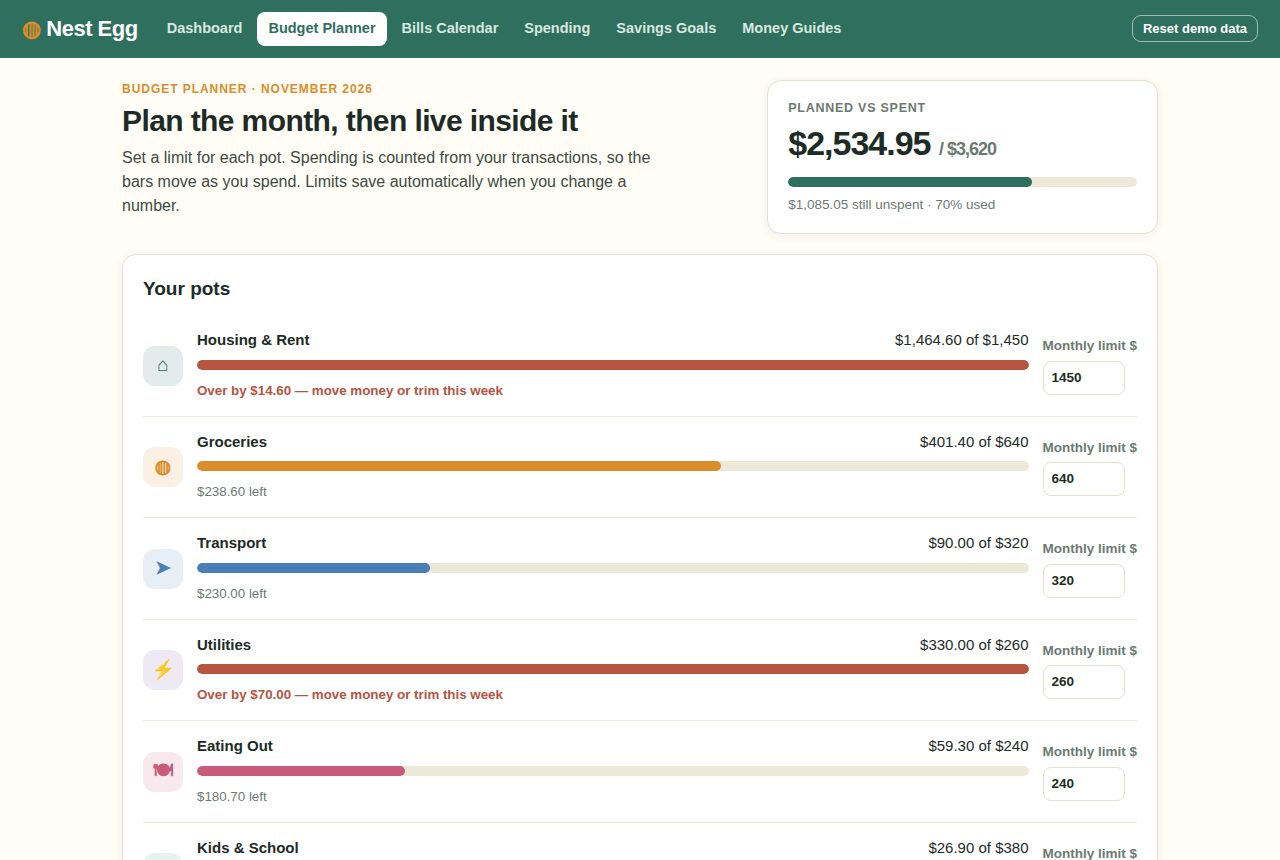 Nest Egg Dashboard Budget Planner Bills Calendar Spending Savings Goals Money Guides Reset demo data
BUDGET PLANNER · NOVEMBER 2026
Plan the month, then live inside it
Set a limit for each pot. Spending is counted from your transactions, so the
bars move as you spend. Limits save automatically when you change a
number.
PLANNED VS SPENT
$2,534.95 / $3,620
$1,085.05 still unspent · 70% used
Your pots
Housing & Rent $1,464.60 of $1,450
Over by $14.60 — move money or trim this week
Monthly limit $
1450
Groceries $401.40 of $640
$238.60 left
Monthly limit $
640
Transport $90.00 of $320
$230.00 left
Monthly limit $
320
Utilities $330.00 of $260
Over by $70.00 — move money or trim this week
Monthly limit $
260
Eating Out $59.30 of $240
$180.70 left
Monthly limit $
240
Kids & School $26.90 of $380
Monthly limit $